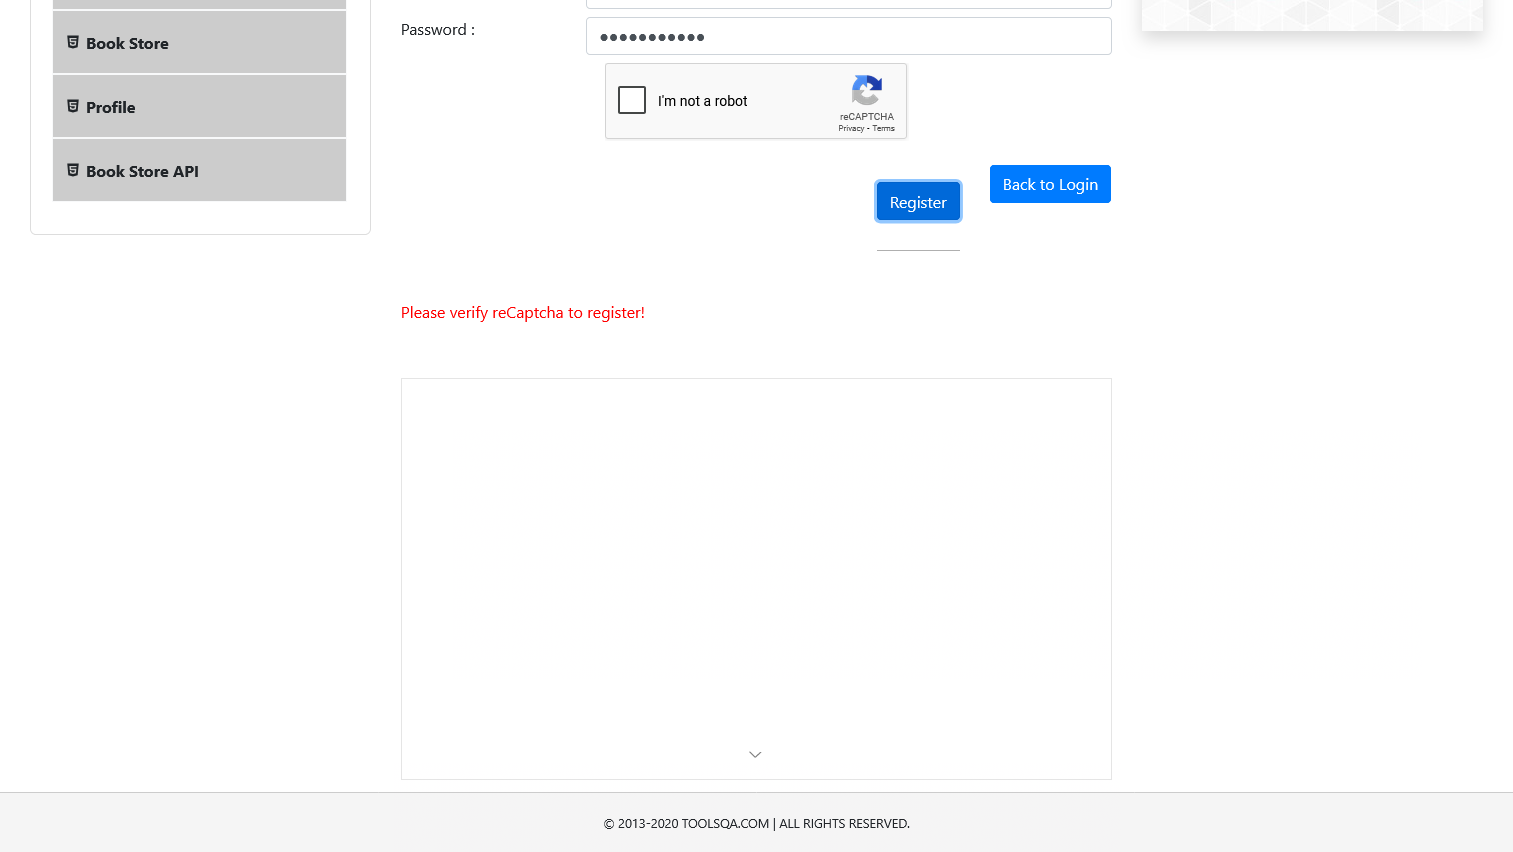 Book Store
Profile
Book Store API
Password :
I'm not a robot
reCAPTCHA
Privacy - Terms
Register
Back to Login
Please verify reCaptcha to register!
© 2013-2020 TOOLSQA.COM | ALL RIGHTS RESERVED.